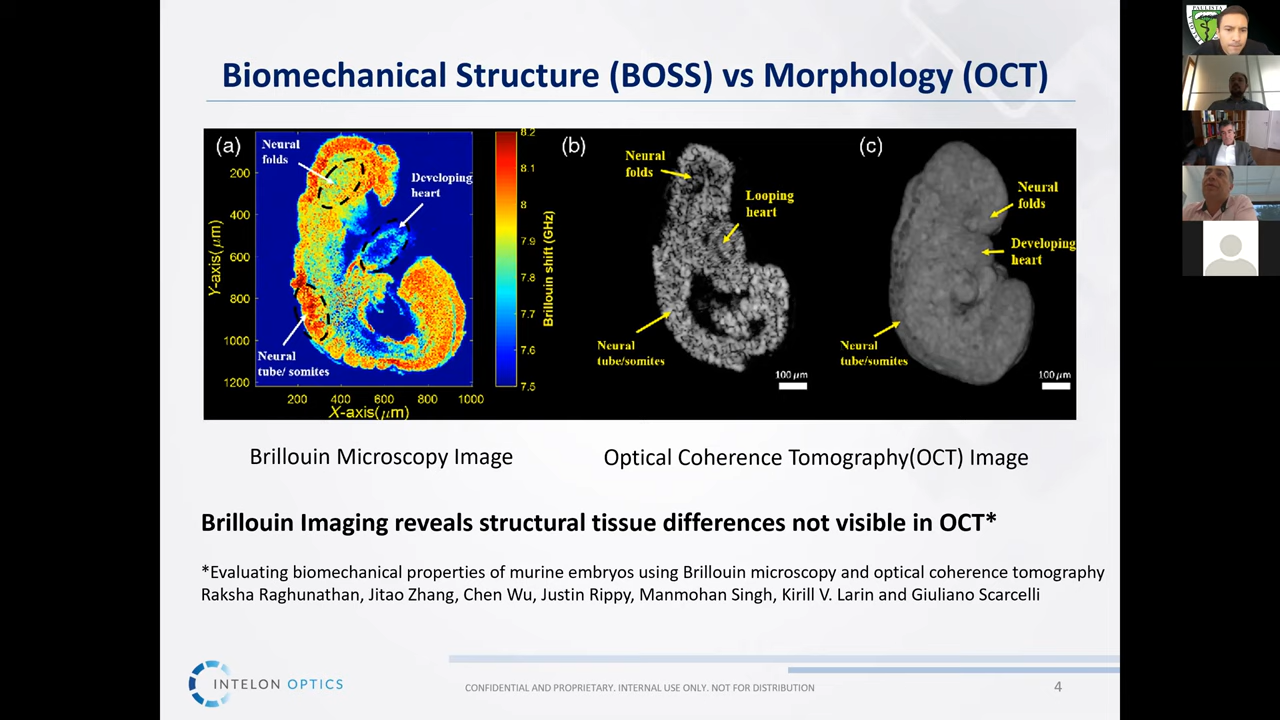 PAULISTA
Biomechanical Structure (BOSS) vs Morphology (OCT)
(a)
Neural
folds
Developing
heart
Neural
tube/ somites
200
400
600
800
1000
1200
Y-axis(μm)
200 400 600 800 1000
X-axis(μm)
8.2
8.1
8
7.9
7.8
7.7
7.6
7.5
Brillouin shift (GHz)
(b)
Neural
folds
Looping
heart
Neural
tube/somites
100 μm
(c)
Neural
folds
Developing
heart
Neural
tube/somites
100 μm
Brillouin Microscopy Image
Optical Coherence Tomography(OCT) Image
Brillouin Imaging reveals structural tissue differences not visible in OCT*
*Evaluating biomechanical properties of murine embryos using Brillouin microscopy and optical coherence tomography
Raksha Raghunathan, Jitao Zhang, Chen Wu, Justin Rippy, Manmohan Singh, Kirill V. Larin and Giuliano Scarcelli
INTELON OPTICS
CONFIDENTIAL AND PROPRIETARY. INTERNAL USE ONLY. NOT FOR DISTRIBUTION
4